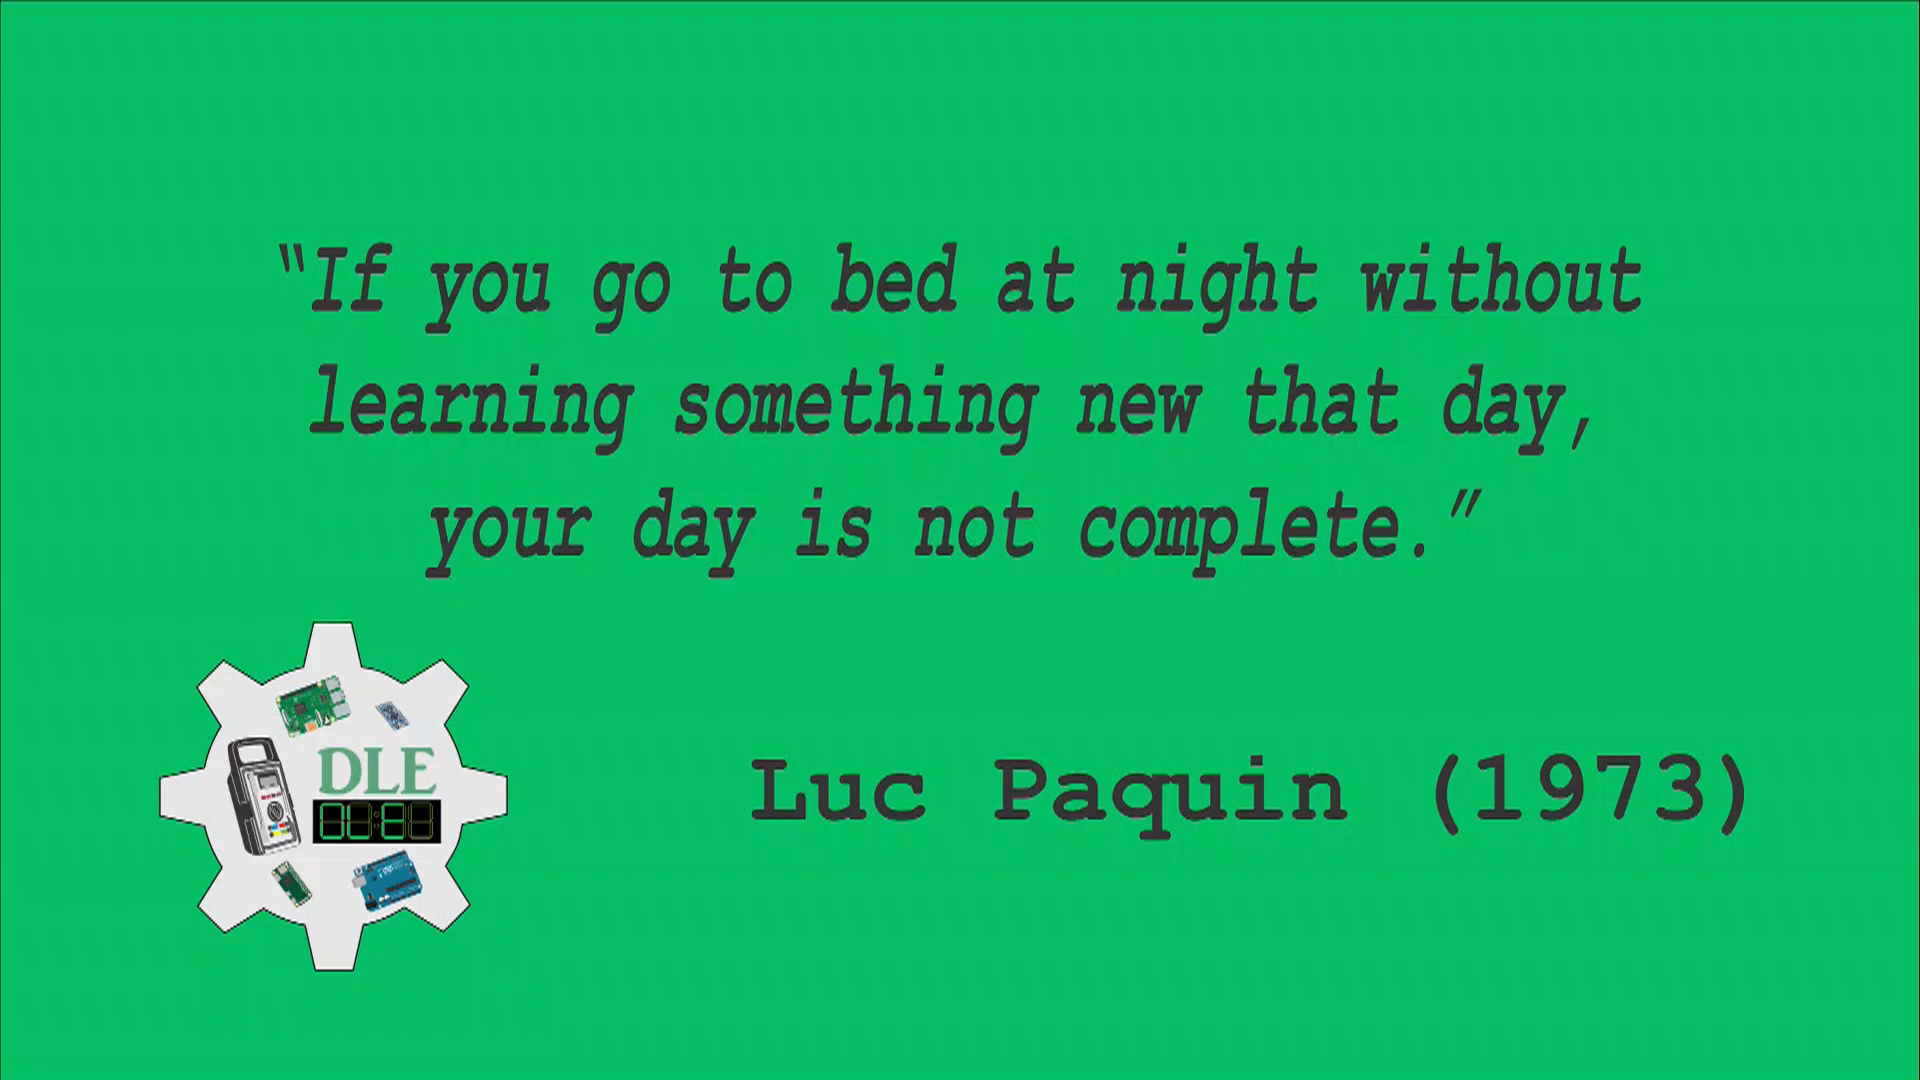 “If you go to bed at night without
learning something new that day,
your day is not complete.”
DLE
Luc Paquin (1973)